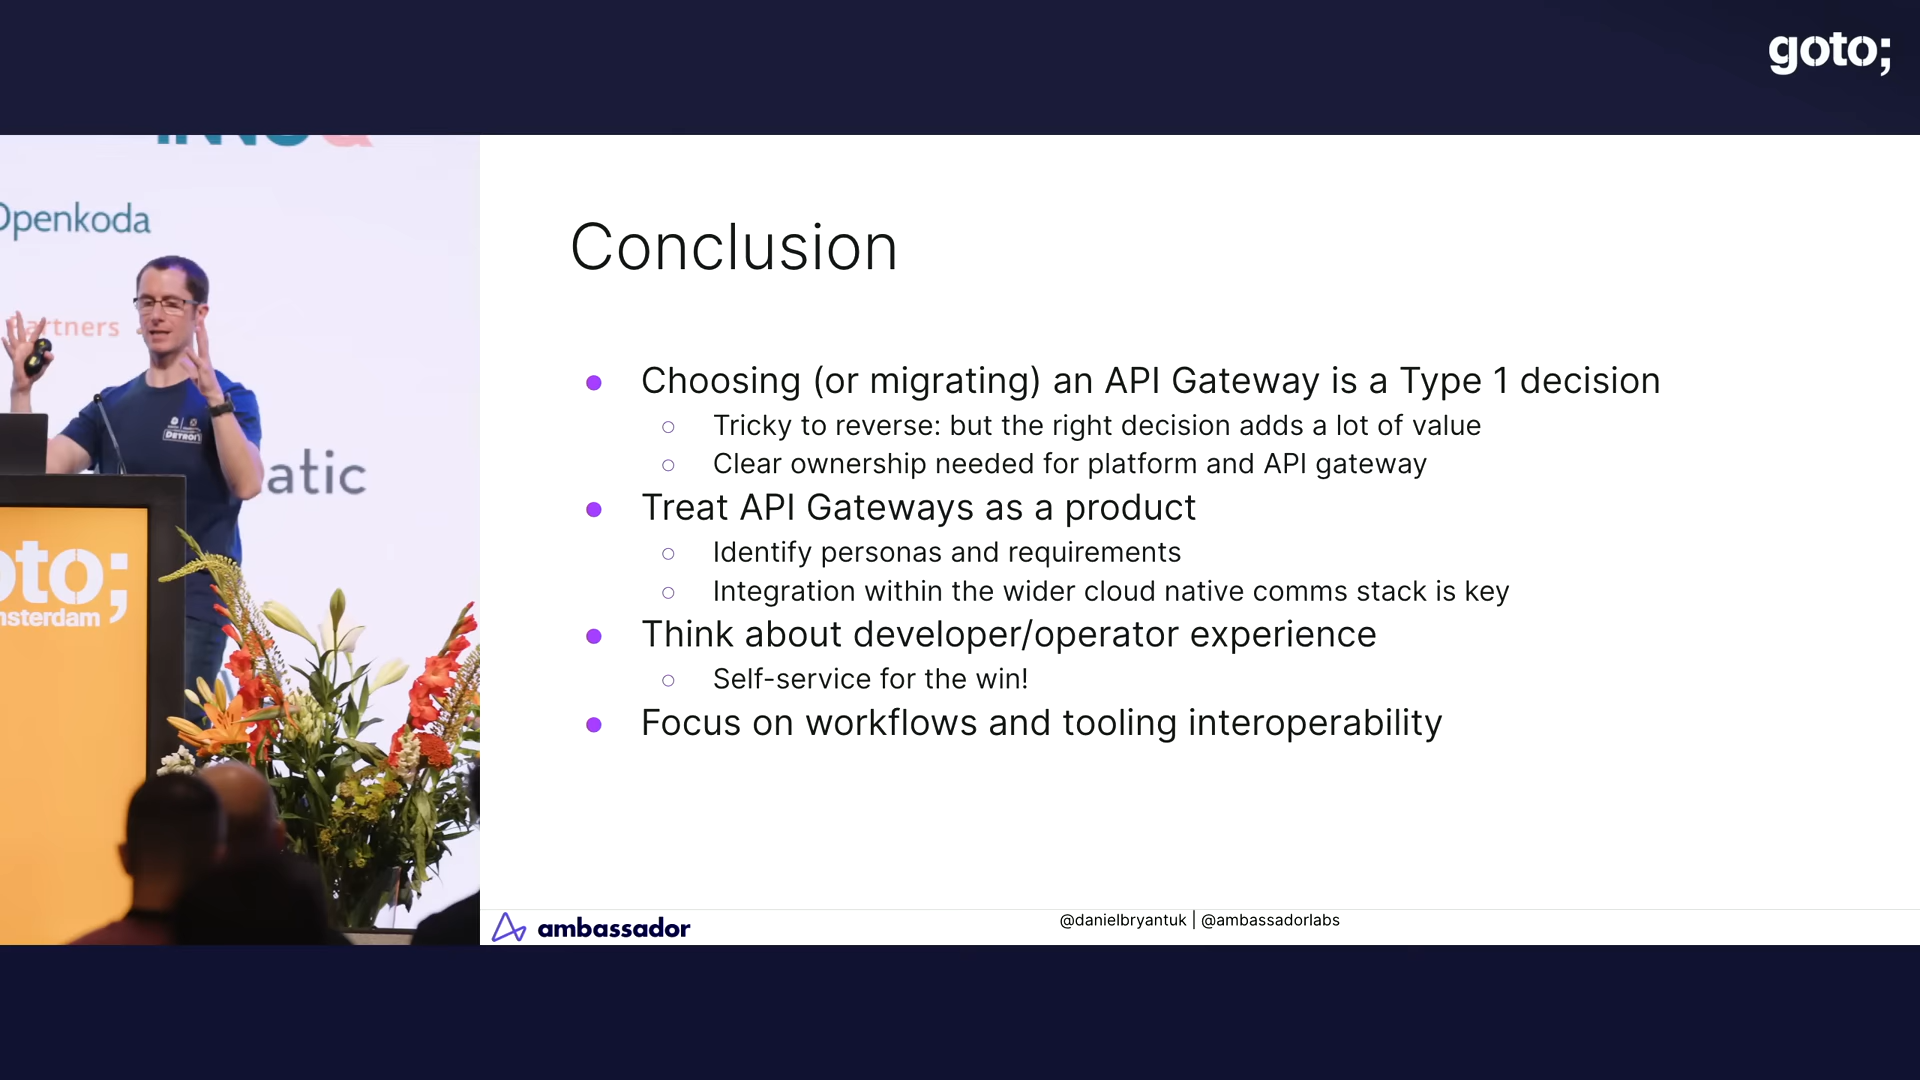 goto;
Openkoda
Partners
atic
DETROIT
oto;
msterdam
Conclusion
● Choosing (or migrating) an API Gateway is a Type 1 decision
○ Tricky to reverse: but the right decision adds a lot of value
○ Clear ownership needed for platform and API gateway
● Treat API Gateways as a product
○ Identify personas and requirements
○ Integration within the wider cloud native comms stack is key
● Think about developer/operator experience
○ Self-service for the win!
● Focus on workflows and tooling interoperability
ambassador
@danielbryantuk | @ambassadorlabs